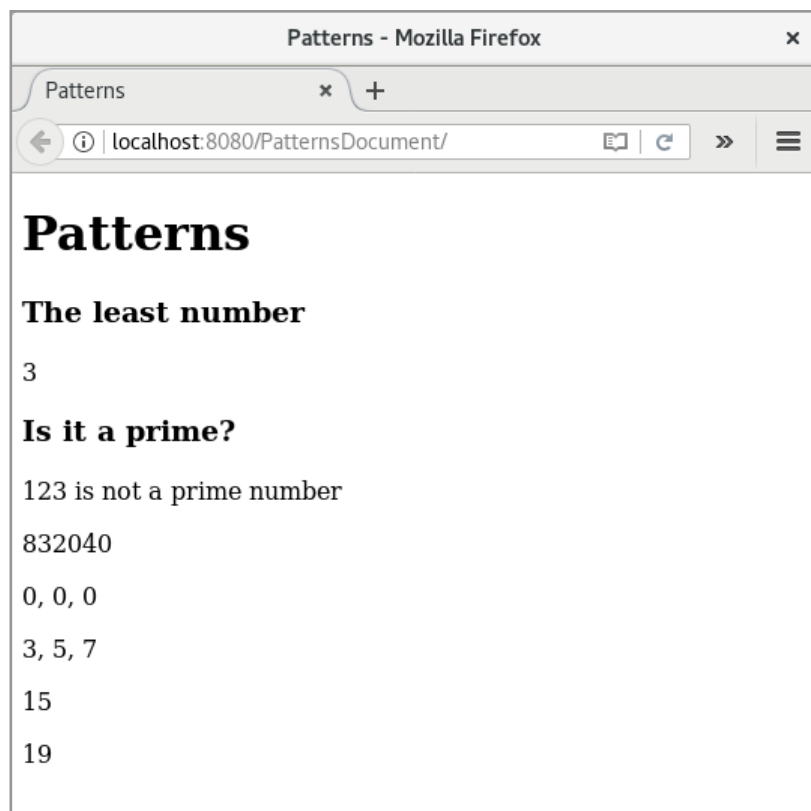 Patterns - Mozilla Firefox
Patterns
localhost:8080/PatternsDocument/
Patterns
The least number
3
Is it a prime?
123 is not a prime number
832040
0, 0, 0
3, 5, 7
15
19